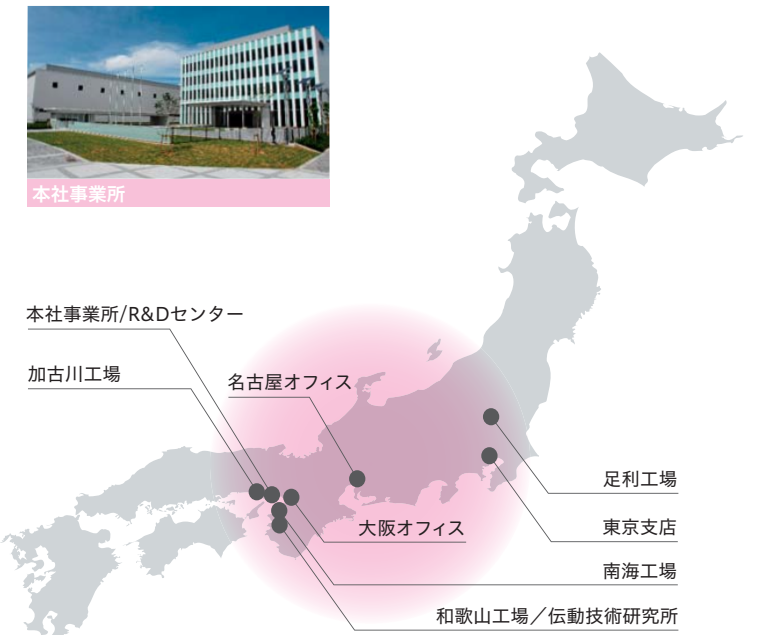 本社事業所
本社事業所/R&Dセンター
加古川工場
名古屋オフィス
足利工場
大阪オフィス
東京支店
南海工場
和歌山工場／伝動技術研究所